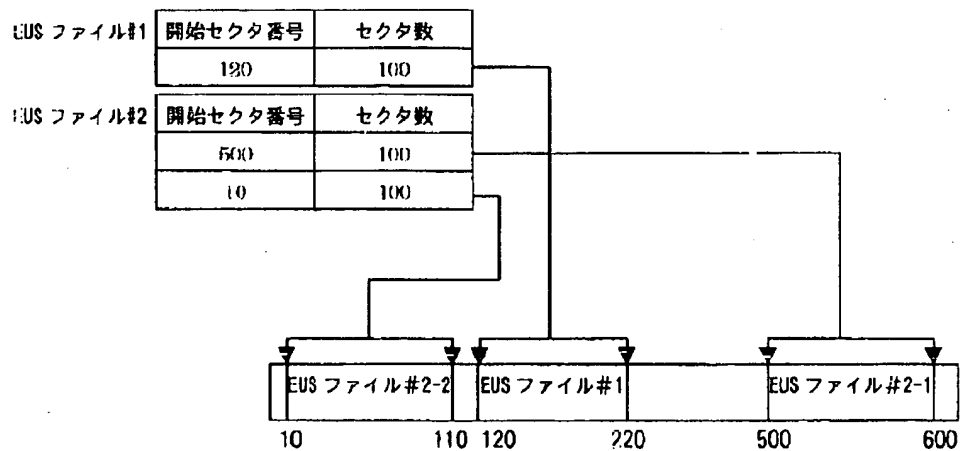 EUS ファイル#1 開始セクタ番号 セクタ数
120 100
EUS ファイル#2 開始セクタ番号 セクタ数
500 100
10 100
EUS ファイル#2-2 EUS ファイル#1 EUS ファイル#2-1
10 110 120 220 500 600